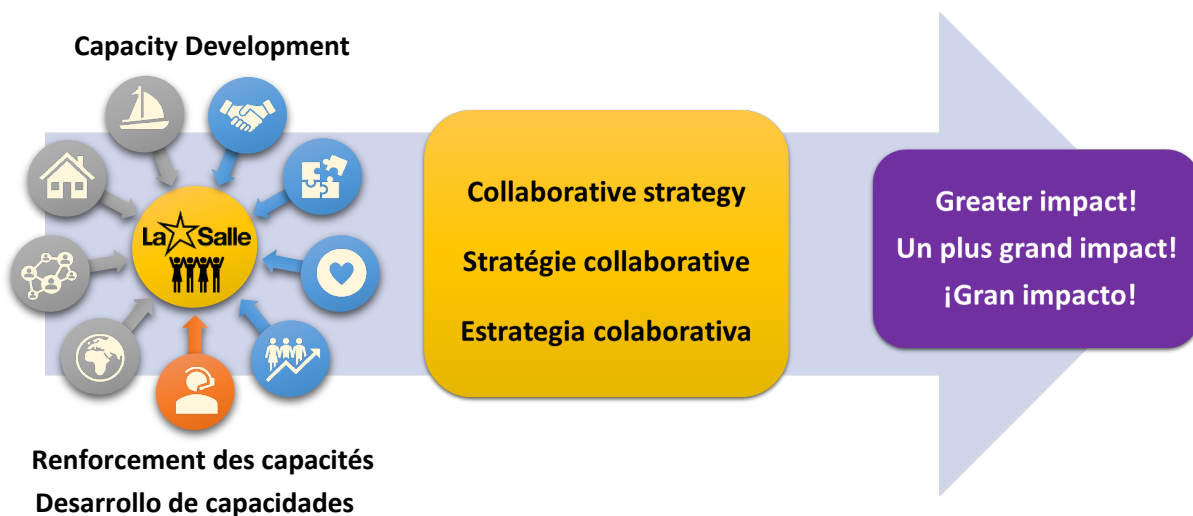 Capacity Development
La Salle
Renforcement des capacités
Desarrollo de capacidades
Collaborative strategy
Stratégie collaborative
Estrategia colaborativa
Greater impact!
Un plus grand impact!
¡Gran impacto!